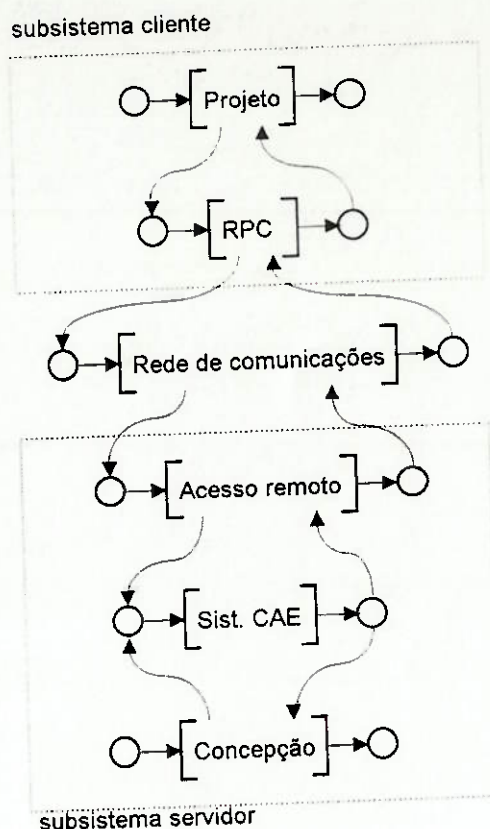 subsistema cliente
Projeto
RPC
Rede de comunicações
Acesso remoto
Sist. CAE
Concepção
subsistema servidor